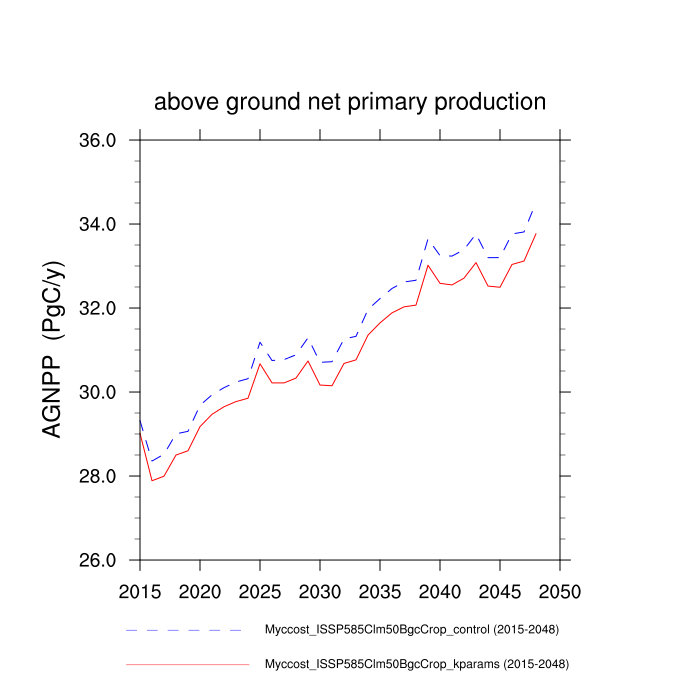 above ground net primary production
36.0
34.0
32.0
30.0
28.0
26.0
AGNPP (PgC/y)
2015 2020 2025 2030 2035 2040 2045 2050
Myccost_ISSP585Clm50BgcCrop_control (2015-2048)
Myccost_ISSP585Clm50BgcCrop_kparams (2015-2048)